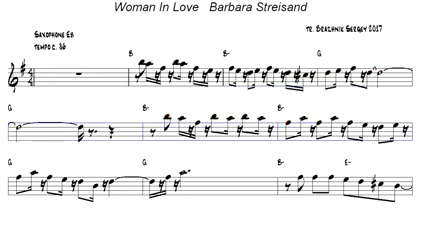 Woman In Love Barbara Streisand
Saxophone Eb
tr. Brazhnik Sergey 2017
Tempo c. 86
B B- G
G B- B-
G G B- E-